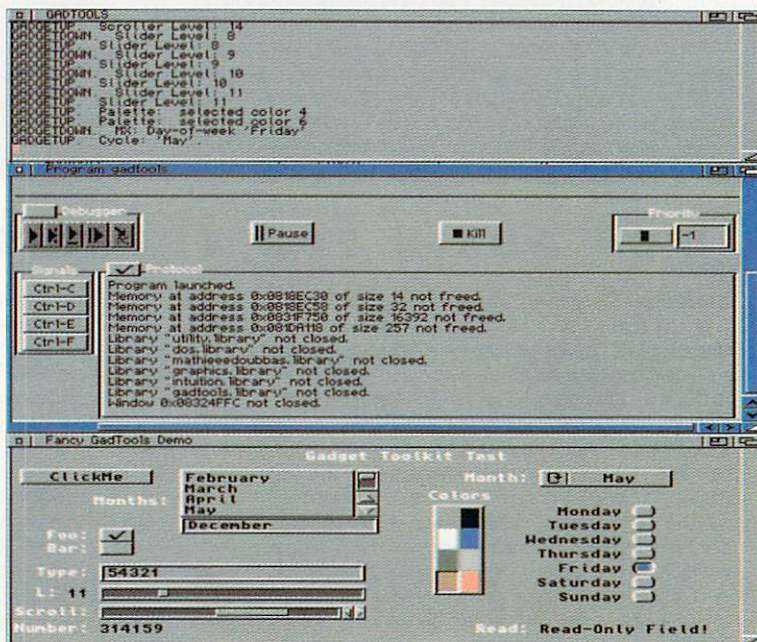 GADTOOLS
GADGETUP. Scroller Level: 14
GADGETDOWN. Slider Level: 8
GADGETUP. Slider Level: 8
GADGETDOWN. Slider Level: 9
GADGETUP. Slider Level: 9
GADGETDOWN. Slider Level: 10
GADGETUP. Slider Level: 10
GADGETDOWN. Slider Level: 11
GADGETUP. Slider Level: 11
GADGETUP. Palette: selected color 4
GADGETUP. Palette: selected color 6
GADGETDOWN. MX: Day-of-week 'Friday'
GADGETUP. Cycle: 'May'.
Program gadtools
Debugger
Pause
Kill
Priority
-1
Signals
Ctrl-C
Ctrl-D
Ctrl-E
Ctrl-F
Protocol
Program launched.
Memory at address 0x0818EC30 of size 14 not freed.
Memory at address 0x0818EC58 of size 32 not freed.
Memory at address 0x0831F750 of size 16392 not freed.
Memory at address 0x081DA118 of size 257 not freed.
Library "utility.library" not closed.
Library "dos.library" not closed.
Library "mathieeedoubbas.library" not closed.
Library "graphics.library" not closed.
Library "intuition.library" not closed.
Library "gadtools.library" not closed.
Window 0x08324FFC not closed.
Fancy GadTools Demo
Gadget Toolkit Test
ClickMe
Months:
February
March
April
May
December
Month: May
Colors
Monday
Tuesday
Wednesday
Thursday
Friday
Saturday
Sunday
Foo:
Bar:
Type: 54321
L: 11
Scroll:
Number: 314159
Read: Read-Only Field!